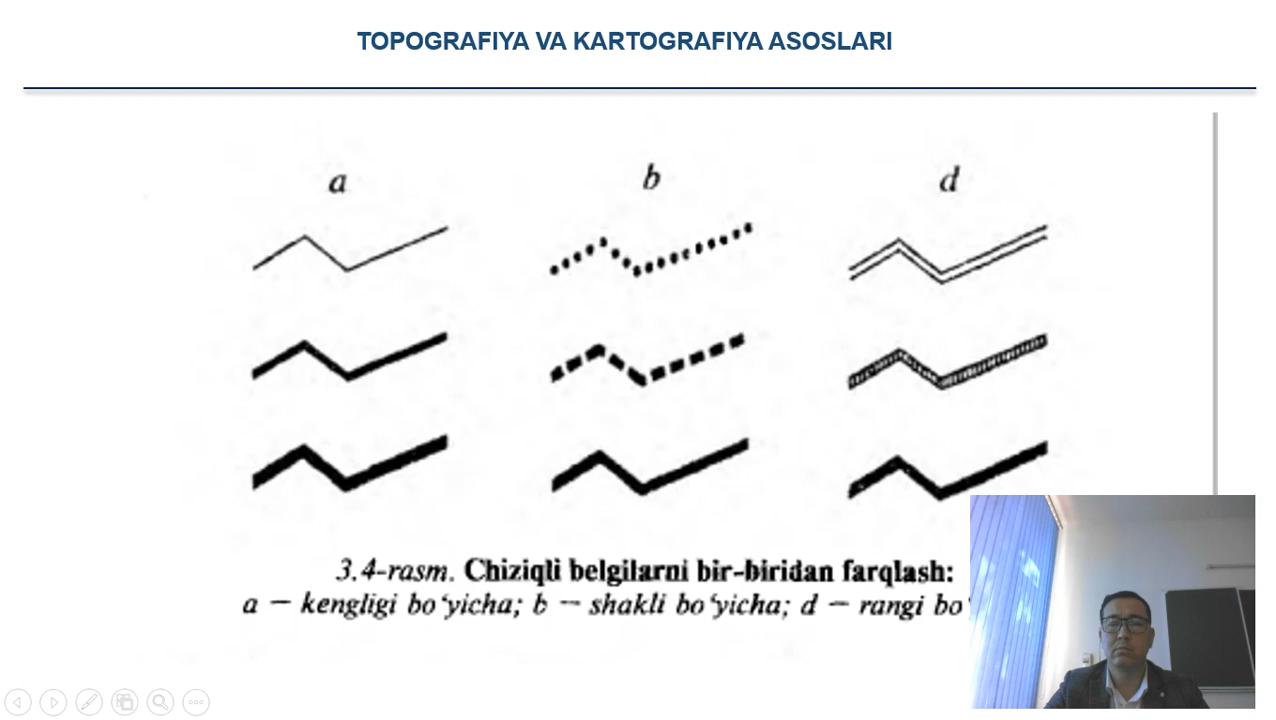 TOPOGRAFIYA VA KARTOGRAFIYA ASOSLARI
a b d
3.4-rasm. Chiziqli belgilarni bir-biridan farqlash:
a — kengligi bo‘yicha; b — shakli bo‘yicha; d — rangi bo‘